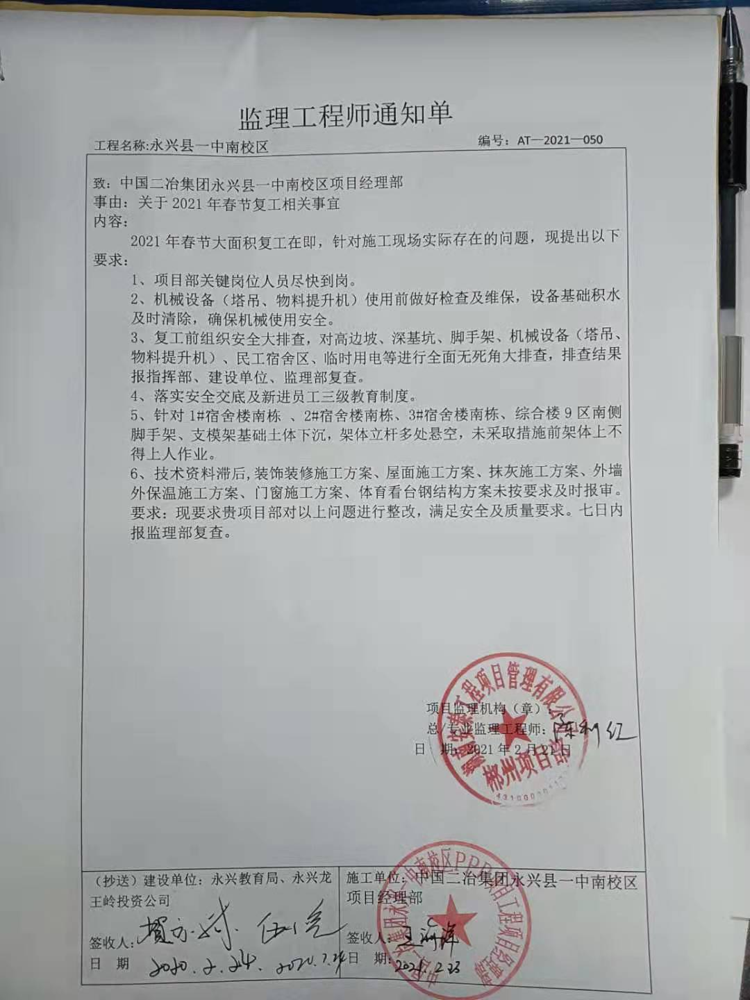 监理工程师通知单
工程名称:永兴县一中南校区
编号：AT—2021—050
致：中国二冶集团永兴县一中南校区项目经理部
事由：关于 2021 年春节复工相关事宜
内容：
2021 年春节大面积复工在即，针对施工现场实际存在的问题，现提出以下
要求：
1、项目部关键岗位人员尽快到岗。
2、机械设备（塔吊、物料提升机）使用前做好检查及维保，设备基础积水
及时清除，确保机械使用安全。
3、复工前组织安全大排查，对高边坡、深基坑、脚手架、机械设备（塔吊、
物料提升机）、民工宿舍区、临时用电等进行全面无死角大排查，排查结果
报指挥部、建设单位、监理部复查。
4、落实安全交底及新进员工三级教育制度。
5、针对 1#宿舍楼南栋 、2#宿舍楼南栋、3#宿舍楼南栋、综合楼 9 区南侧
脚手架、支模架基础土体下沉，架体立杆多处悬空，未采取措施前架体上不
得上人作业。
6、技术资料滞后,装饰装修施工方案、屋面施工方案、抹灰施工方案、外墙
外保温施工方案、门窗施工方案、体育看台钢结构方案未按要求及时报审。
要求：现要求贵项目部对以上问题进行整改，满足安全及质量要求。七日内
报监理部复查。
项目监理机构（章）：
总/专业监理工程师：陈利红
日 期：2021 年 2 月 21 日
工程项目管理有限公司
郴州项目部
（抄送）建设单位：永兴教育局、永兴龙
王岭投资公司
签收人：
日 期 2020.2.24.
施工单位：中国二冶集团永兴县一中南校区
项目经理部
签收人：
日 期：2021.2.23